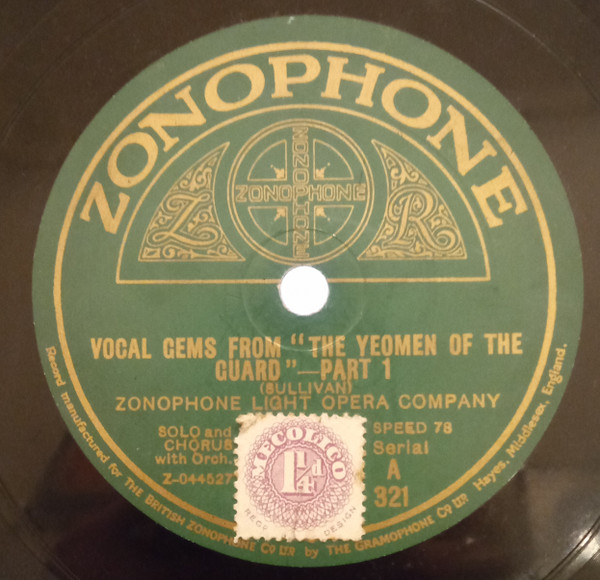 ZONOPHONE
ZONOPHONE
ZONOPHONE
Z
R
VOCAL GEMS FROM "THE YEOMEN OF THE
GUARD"—PART 1
(SULLIVAN)
ZONOPHONE LIGHT OPERA COMPANY
SOLO and
CHORUS
with Orch.
Z-044527
SPEED 78
Serial
A
321
MECOLICO
1¼d
REGD DESIGN
Record manufactured for THE BRITISH ZONOPHONE Co LTD by THE GRAMOPHONE Co LTD Hayes, Middlesex, England.